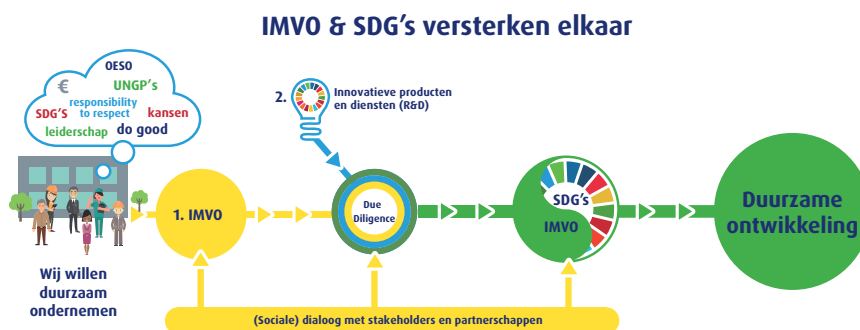 IMVO & SDG's versterken elkaar
OESO
€
UNGP's
responsibility
to respect
SDG'S
kansen
leiderschap
do good
2.
Innovatieve producten
en diensten (R&D)
1. IMVO
Due
Diligence
SDG's
IMVO
Duurzame
ontwikkeling
Wij willen
duurzaam
ondernemen
(Sociale) dialoog met stakeholders en partnerschappen